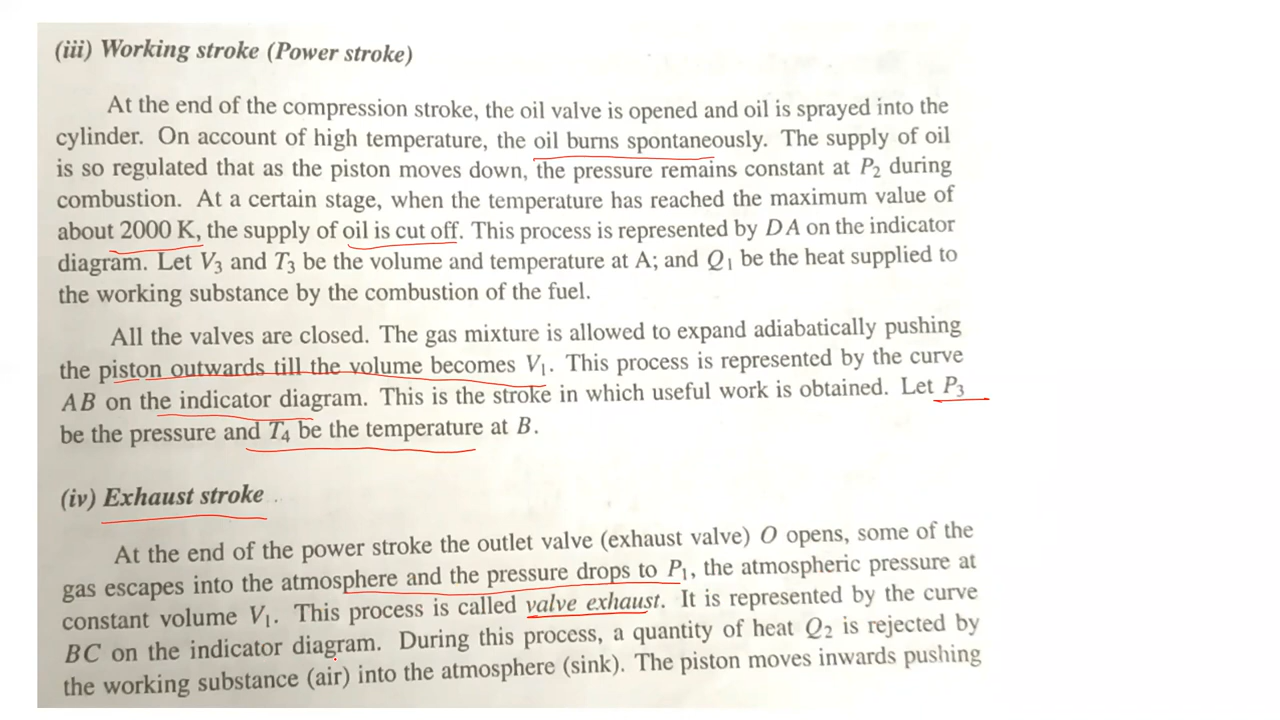 (iii) Working stroke (Power stroke)
At the end of the compression stroke, the oil valve is opened and oil is sprayed into the
cylinder. On account of high temperature, the oil burns spontaneously. The supply of oil
is so regulated that as the piston moves down, the pressure remains constant at P₂ during
combustion. At a certain stage, when the temperature has reached the maximum value of
about 2000 K, the supply of oil is cut off. This process is represented by DA on the indicator
diagram. Let V₃ and T₃ be the volume and temperature at A; and Q₁ be the heat supplied to
the working substance by the combustion of the fuel.
All the valves are closed. The gas mixture is allowed to expand adiabatically pushing
the piston outwards till the volume becomes V₁. This process is represented by the curve
AB on the indicator diagram. This is the stroke in which useful work is obtained. Let P₃
be the pressure and T₄ be the temperature at B.
(iv) Exhaust stroke
At the end of the power stroke the outlet valve (exhaust valve) O opens, some of the
gas escapes into the atmosphere and the pressure drops to P₁, the atmospheric pressure at
constant volume V₁. This process is called valve exhaust. It is represented by the curve
BC on the indicator diagram. During this process, a quantity of heat Q₂ is rejected by
the working substance (air) into the atmosphere (sink). The piston moves inwards pushing